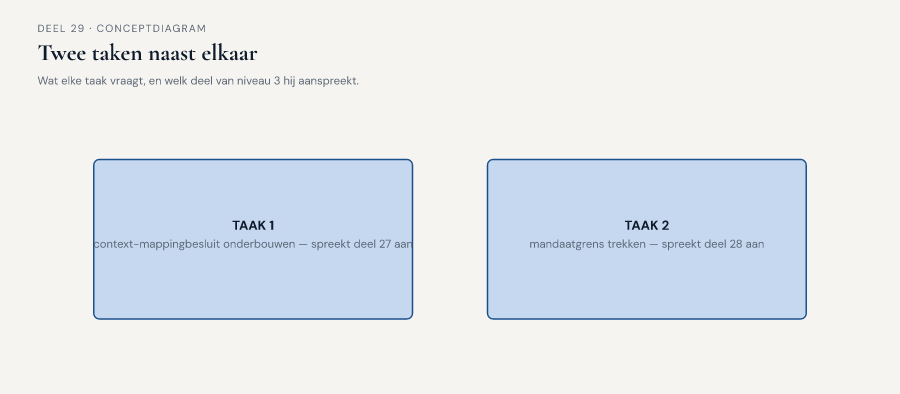 DEEL 29 · CONCEPTDIAGRAM
Twee taken naast elkaar
Wat elke taak vraagt, en welk deel van niveau 3 hij aanspreekt.
TAAK 1
context-mappingbesluit onderbouwen — spreekt deel 27 aan
TAAK 2
mandaatgrens trekken — spreekt deel 28 aan